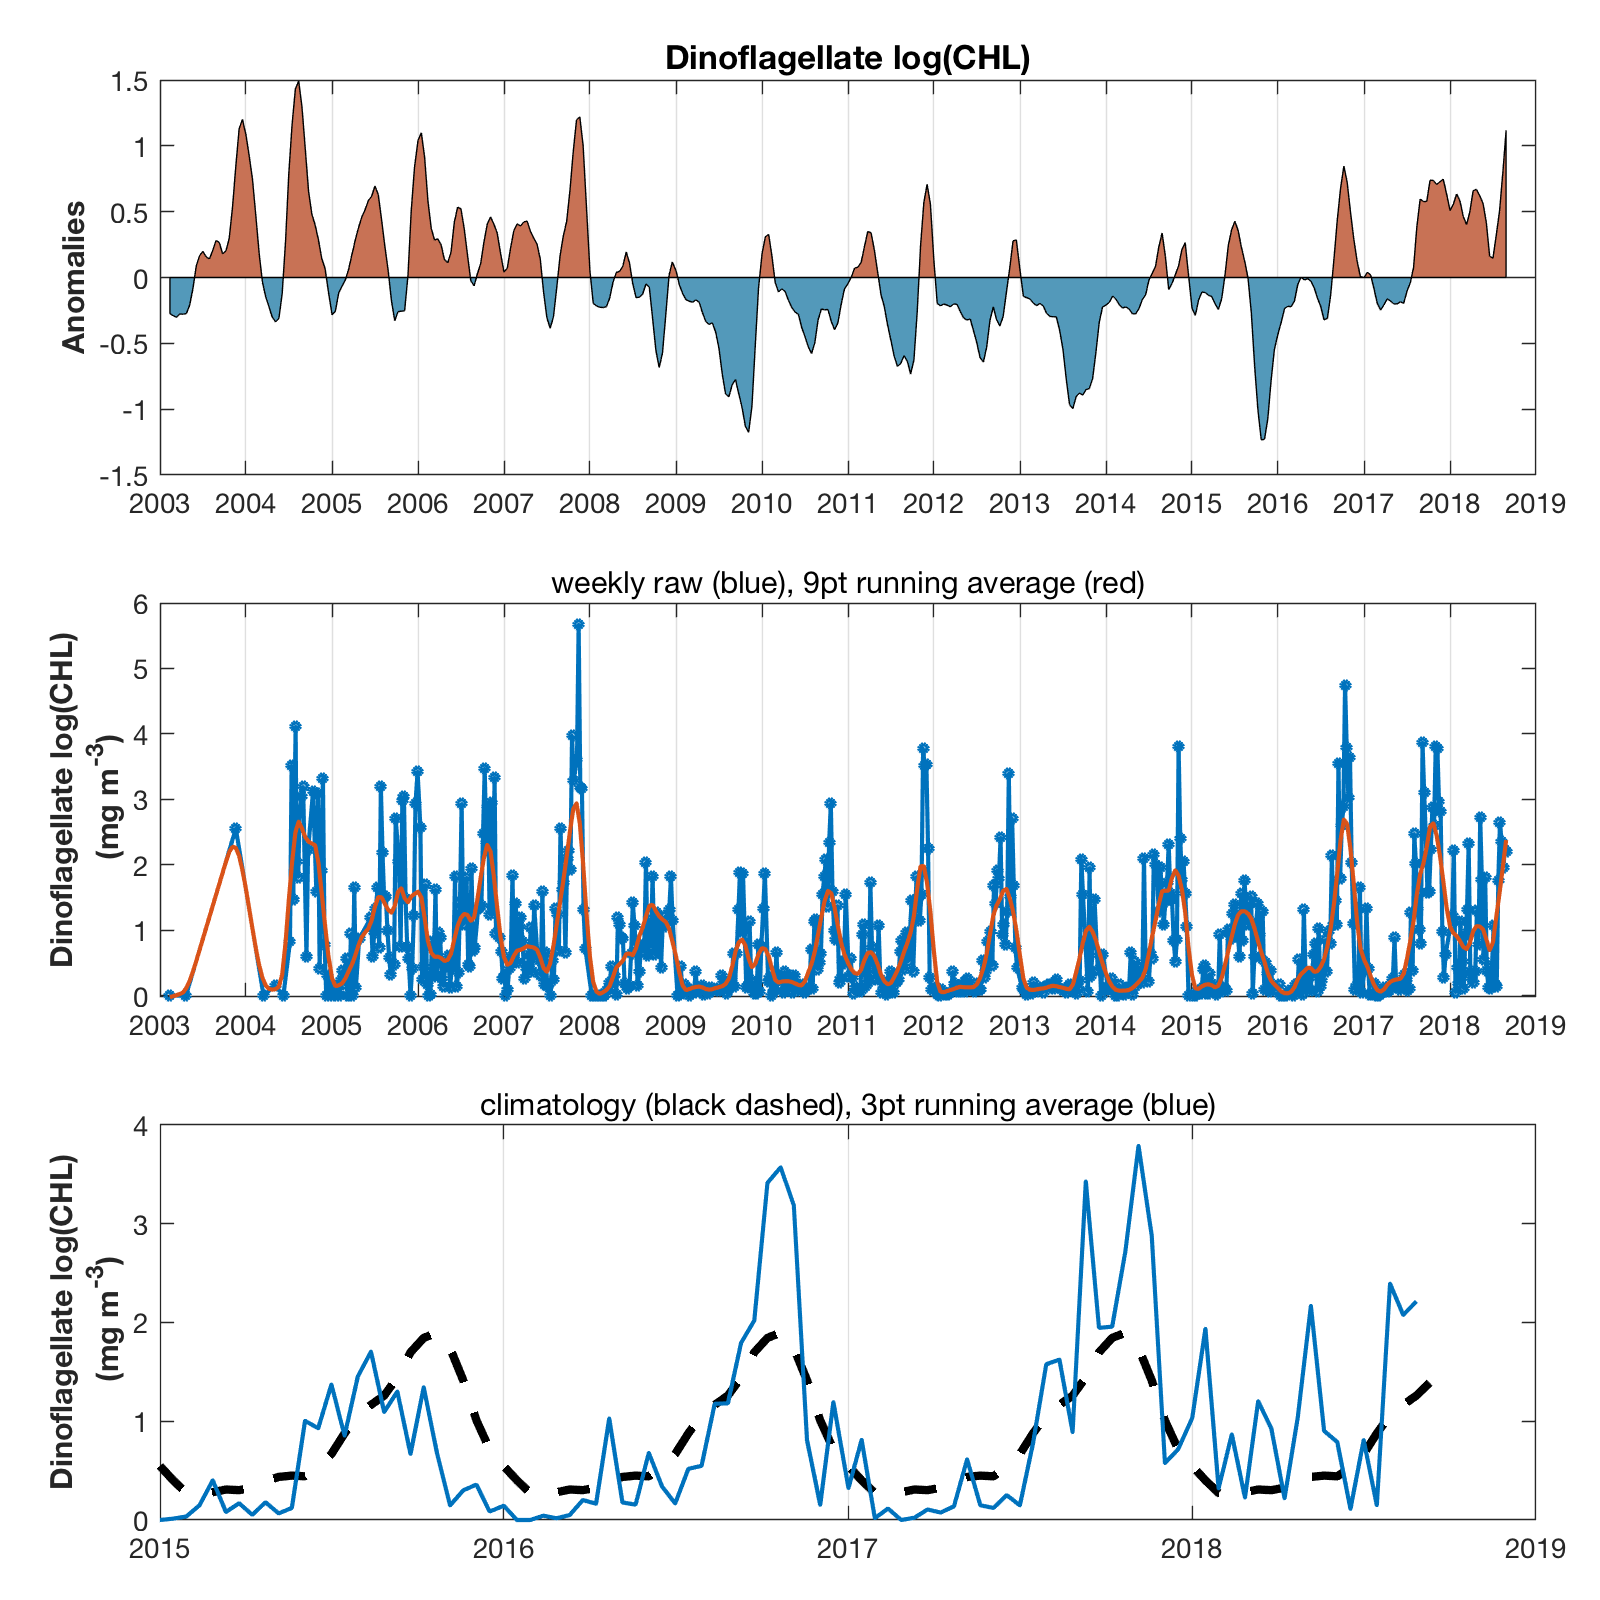 Dinoflagellate log(CHL)
Anomalies
1.5
1
0.5
0
-0.5
-1
-1.5
2003 2004 2005 2006 2007 2008 2009 2010 2011 2012 2013 2014 2015 2016 2017 2018 2019
weekly raw (blue), 9pt running average (red)
Dinoflagellate log(CHL)
(mg m-3)
6
5
4
3
2
1
0
2003 2004 2005 2006 2007 2008 2009 2010 2011 2012 2013 2014 2015 2016 2017 2018 2019
climatology (black dashed), 3pt running average (blue)
Dinoflagellate log(CHL)
(mg m-3)
4
3
2
1
0
2015 2016 2017 2018 2019